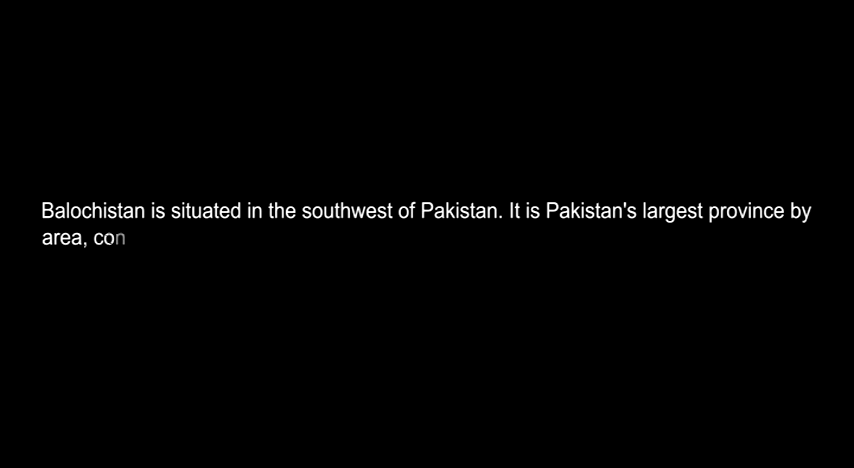 Balochistan is situated in the southwest of Pakistan. It is Pakistan's largest province by
area, con